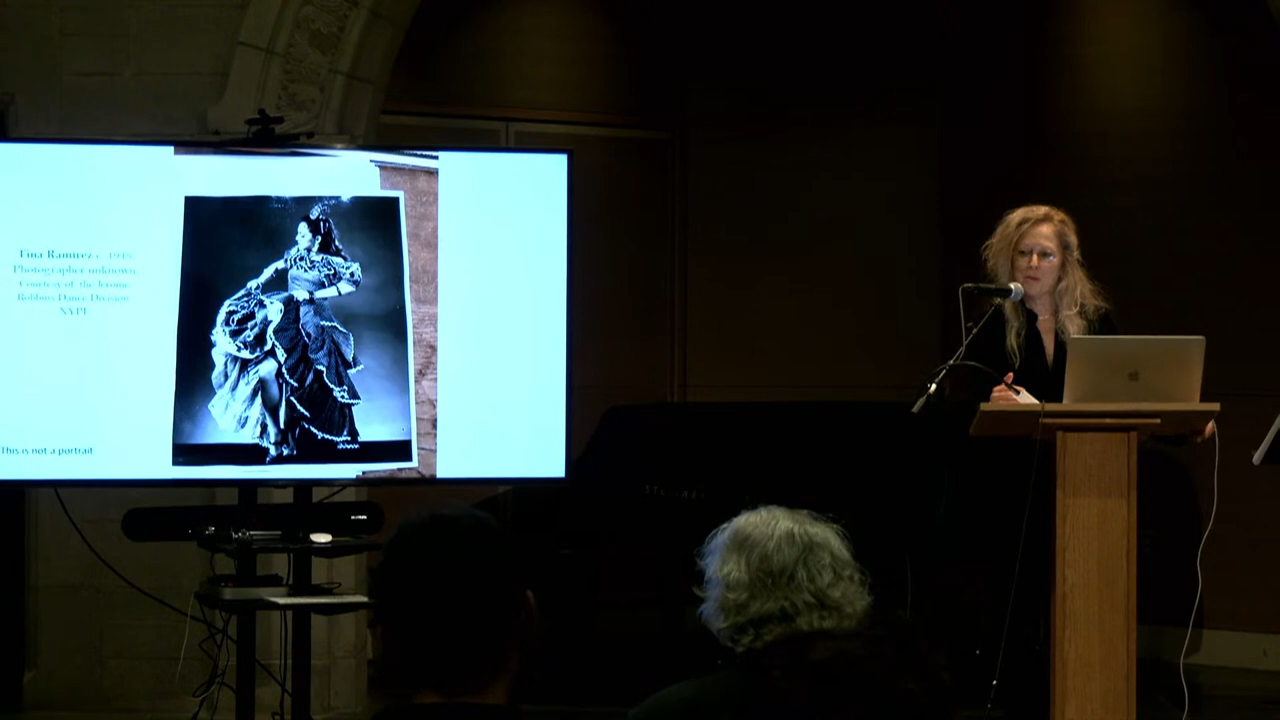 Tina Ramirez c. 1948
Photographer unknown.
Courtesy of the Jerome
Robbins Dance Division
NYPL
This is not a portrait